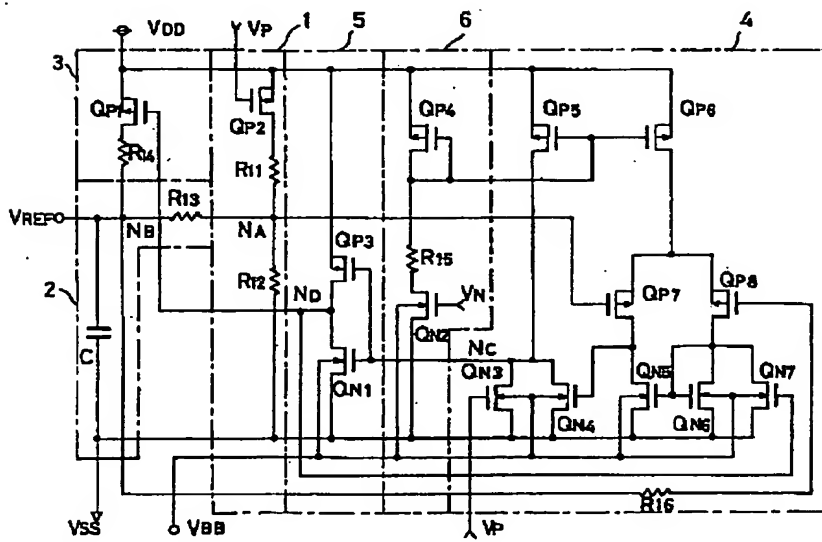 VDD VP 1 5 6 4
3
QP1 QP2 QP4 QP5 QP6
R14 R11
R13
VREF NB NA QP3 R15
2 R12 ND VN QP7 QP8
C QN2 NC
QN1 QN3 QN5 QN7
QN4 QN6
VSS VBB VP R16